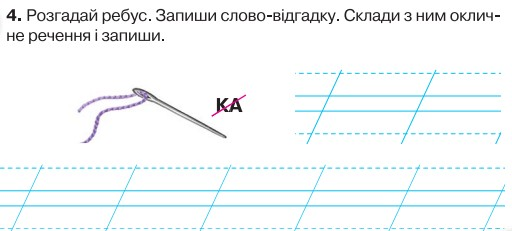 4. Розгадай ребус. Запиши слово-відгадку. Склади з ним оклич-
не речення і запиши.
КА